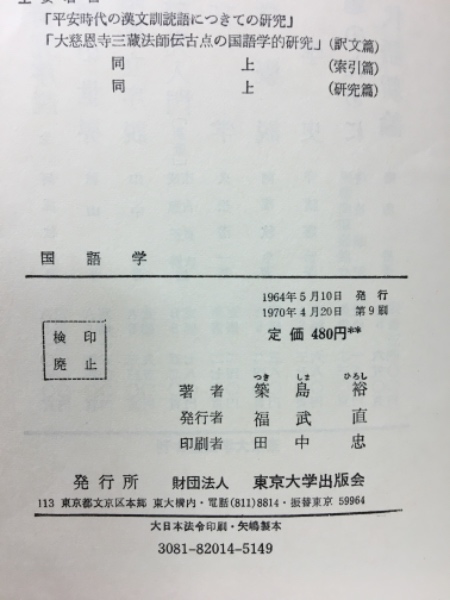 「平安時代の漢文訓読語につきての研究」
「大慈恩寺三蔵法師伝古点の国語学的研究」(訳文篇)
同　　　上　　　(索引篇)
同　　　上　　　(研究篇)
国語学
1964年5月10日　発行
1970年4月20日　第9刷
定価 480円**
検印
廃止
つき　しま　ひろし
著者　築島　裕
発行者　福武　直
印刷者　田中　忠
発行所　財団法人　東京大学出版会
113 東京都文京区本郷　東大構内・電話(811)8814・振替東京 59964
大日本法令印刷・矢嶋製本
3081-82014-5149